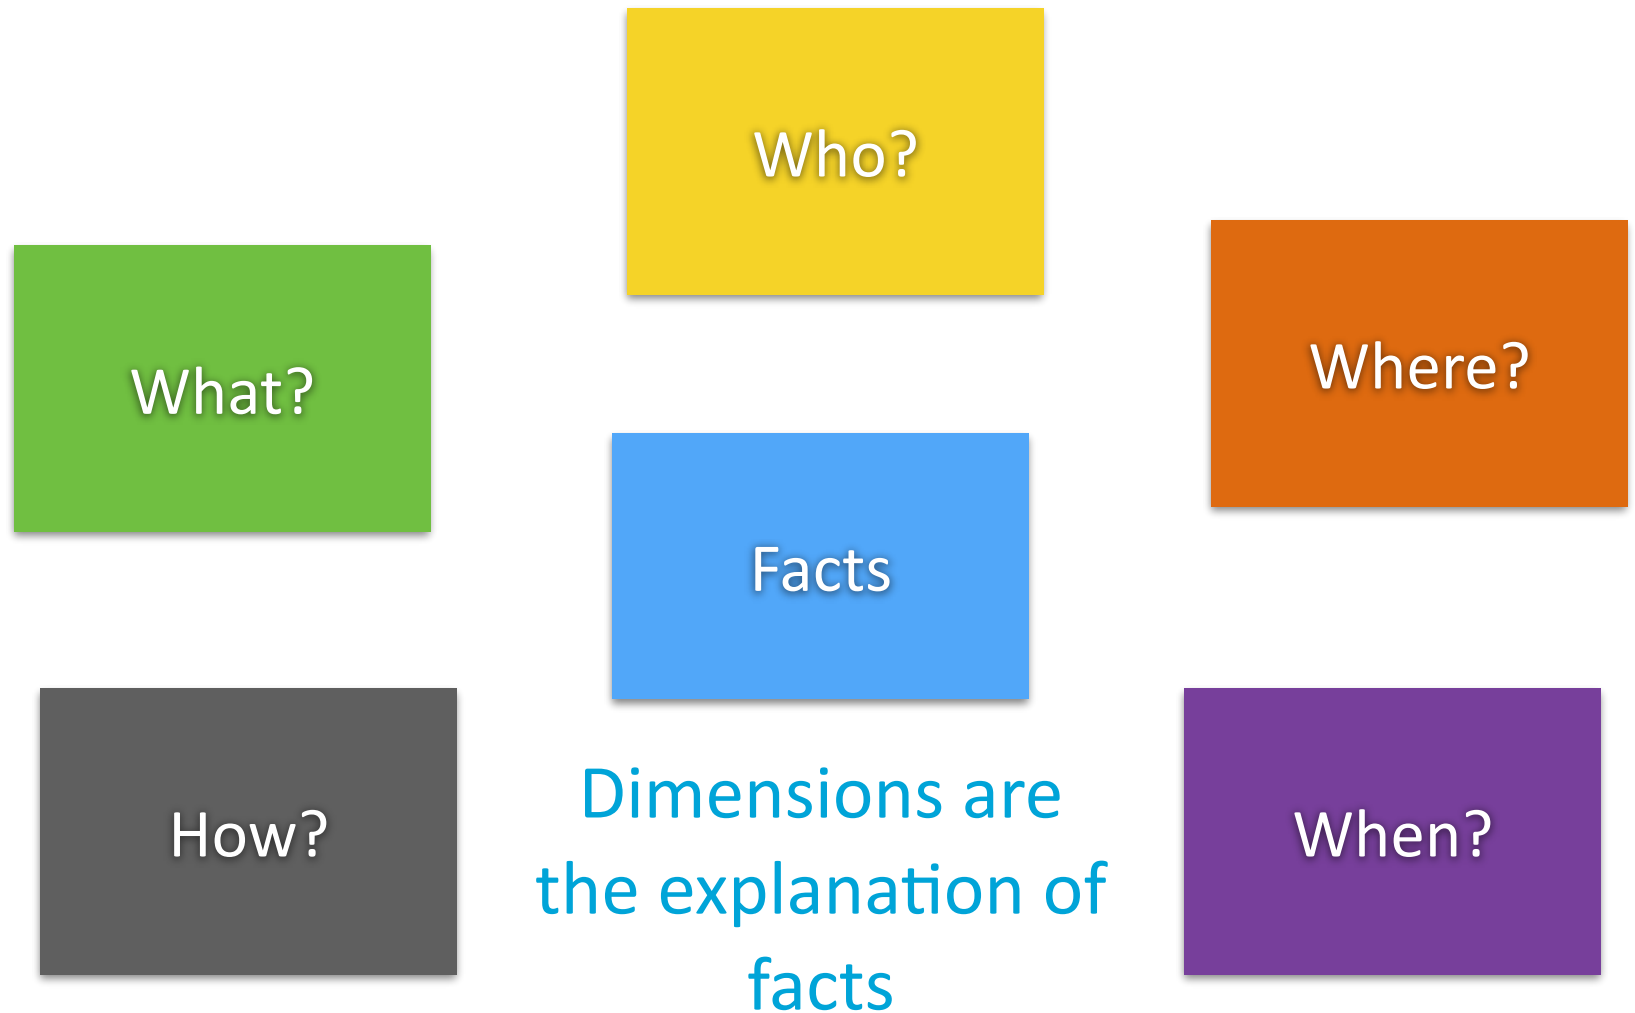 Who?
What?
Where?
Facts
How?
When?
Dimensions are
the explanation of
facts